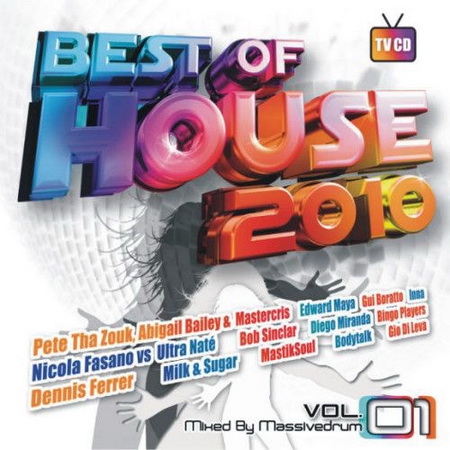 TV CD
BEST OF
HOUSE
2010
Pete Tha Zouk, Abigail Bailey & Mastercris Edward Maya Gui Boratto Inna
Nicola Fasano vs Ultra Naté Bob Sinclar Diego Miranda Bingo Players
Dennis Ferrer Milk & Sugar MastikSoul Bodytalk Gio Di Leva
VOL. 01
Mixed By Massivedrum